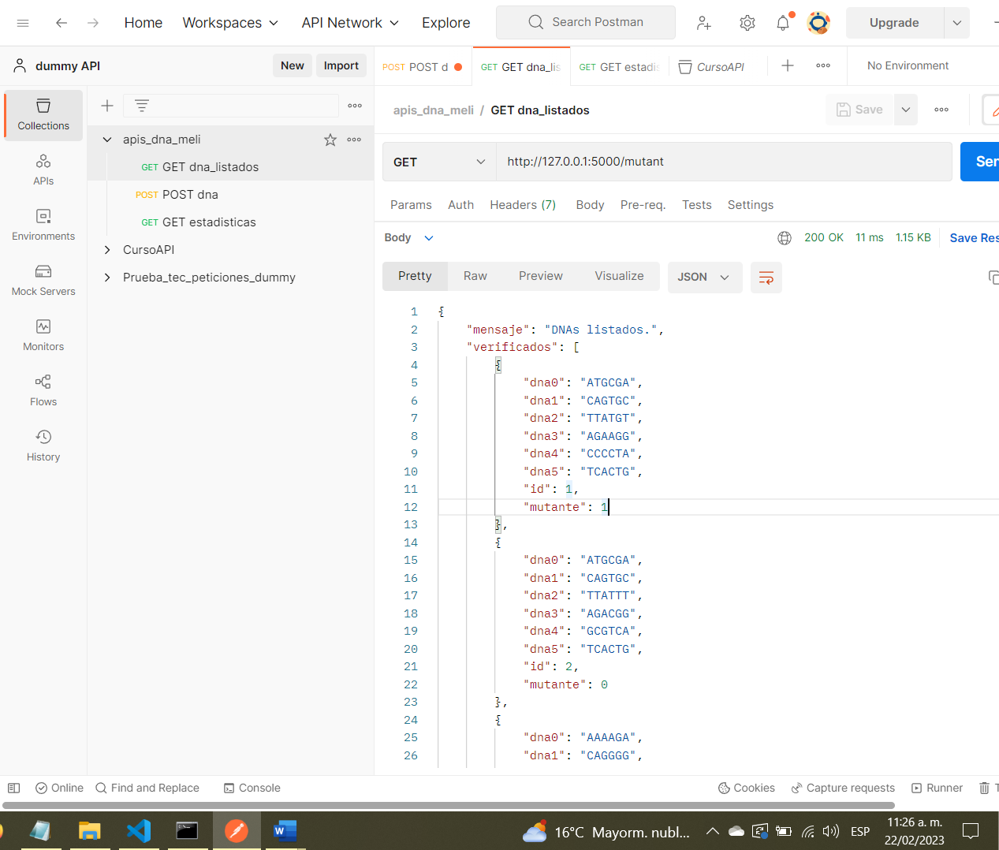 Home Workspaces API Network Explore Search Postman Upgrade
dummy API New Import
POST POST d GET GET dna_lis GET GET estadis CursoAPI No Environment
Collections
APIs
Environments
Mock Servers
Monitors
Flows
History
apis_dna_meli
GET GET dna_listados
POST POST dna
GET GET estadisticas
CursoAPI
Prueba_tec_peticiones_dummy
apis_dna_meli / GET dna_listados Save
GET http://127.0.0.1:5000/mutant Sen
Params Auth Headers (7) Body Pre-req. Tests Settings
Body 200 OK 11 ms 1.15 KB Save Res
Pretty Raw Preview Visualize JSON
1 {
2 "mensaje": "DNAs listados.",
3 "verificados": [
4 {
5 "dna0": "ATGCGA",
6 "dna1": "CAGTGC",
7 "dna2": "TTATGT",
8 "dna3": "AGAAGG",
9 "dna4": "CCCCTA",
10 "dna5": "TCACTG",
11 "id": 1,
12 "mutante": 1
13 },
14 {
15 "dna0": "ATGCGA",
16 "dna1": "CAGTGC",
17 "dna2": "TTATTT",
18 "dna3": "AGACGG",
19 "dna4": "GCGTCA",
20 "dna5": "TCACTG",
21 "id": 2,
22 "mutante": 0
23 },
24 {
25 "dna0": "AAAAGA",
26 "dna1": "CAGGGG",
Online Find and Replace Console Cookies Capture requests Runner T
16°C Mayorm. nubl... ESP 11:26 a. m.
22/02/2023